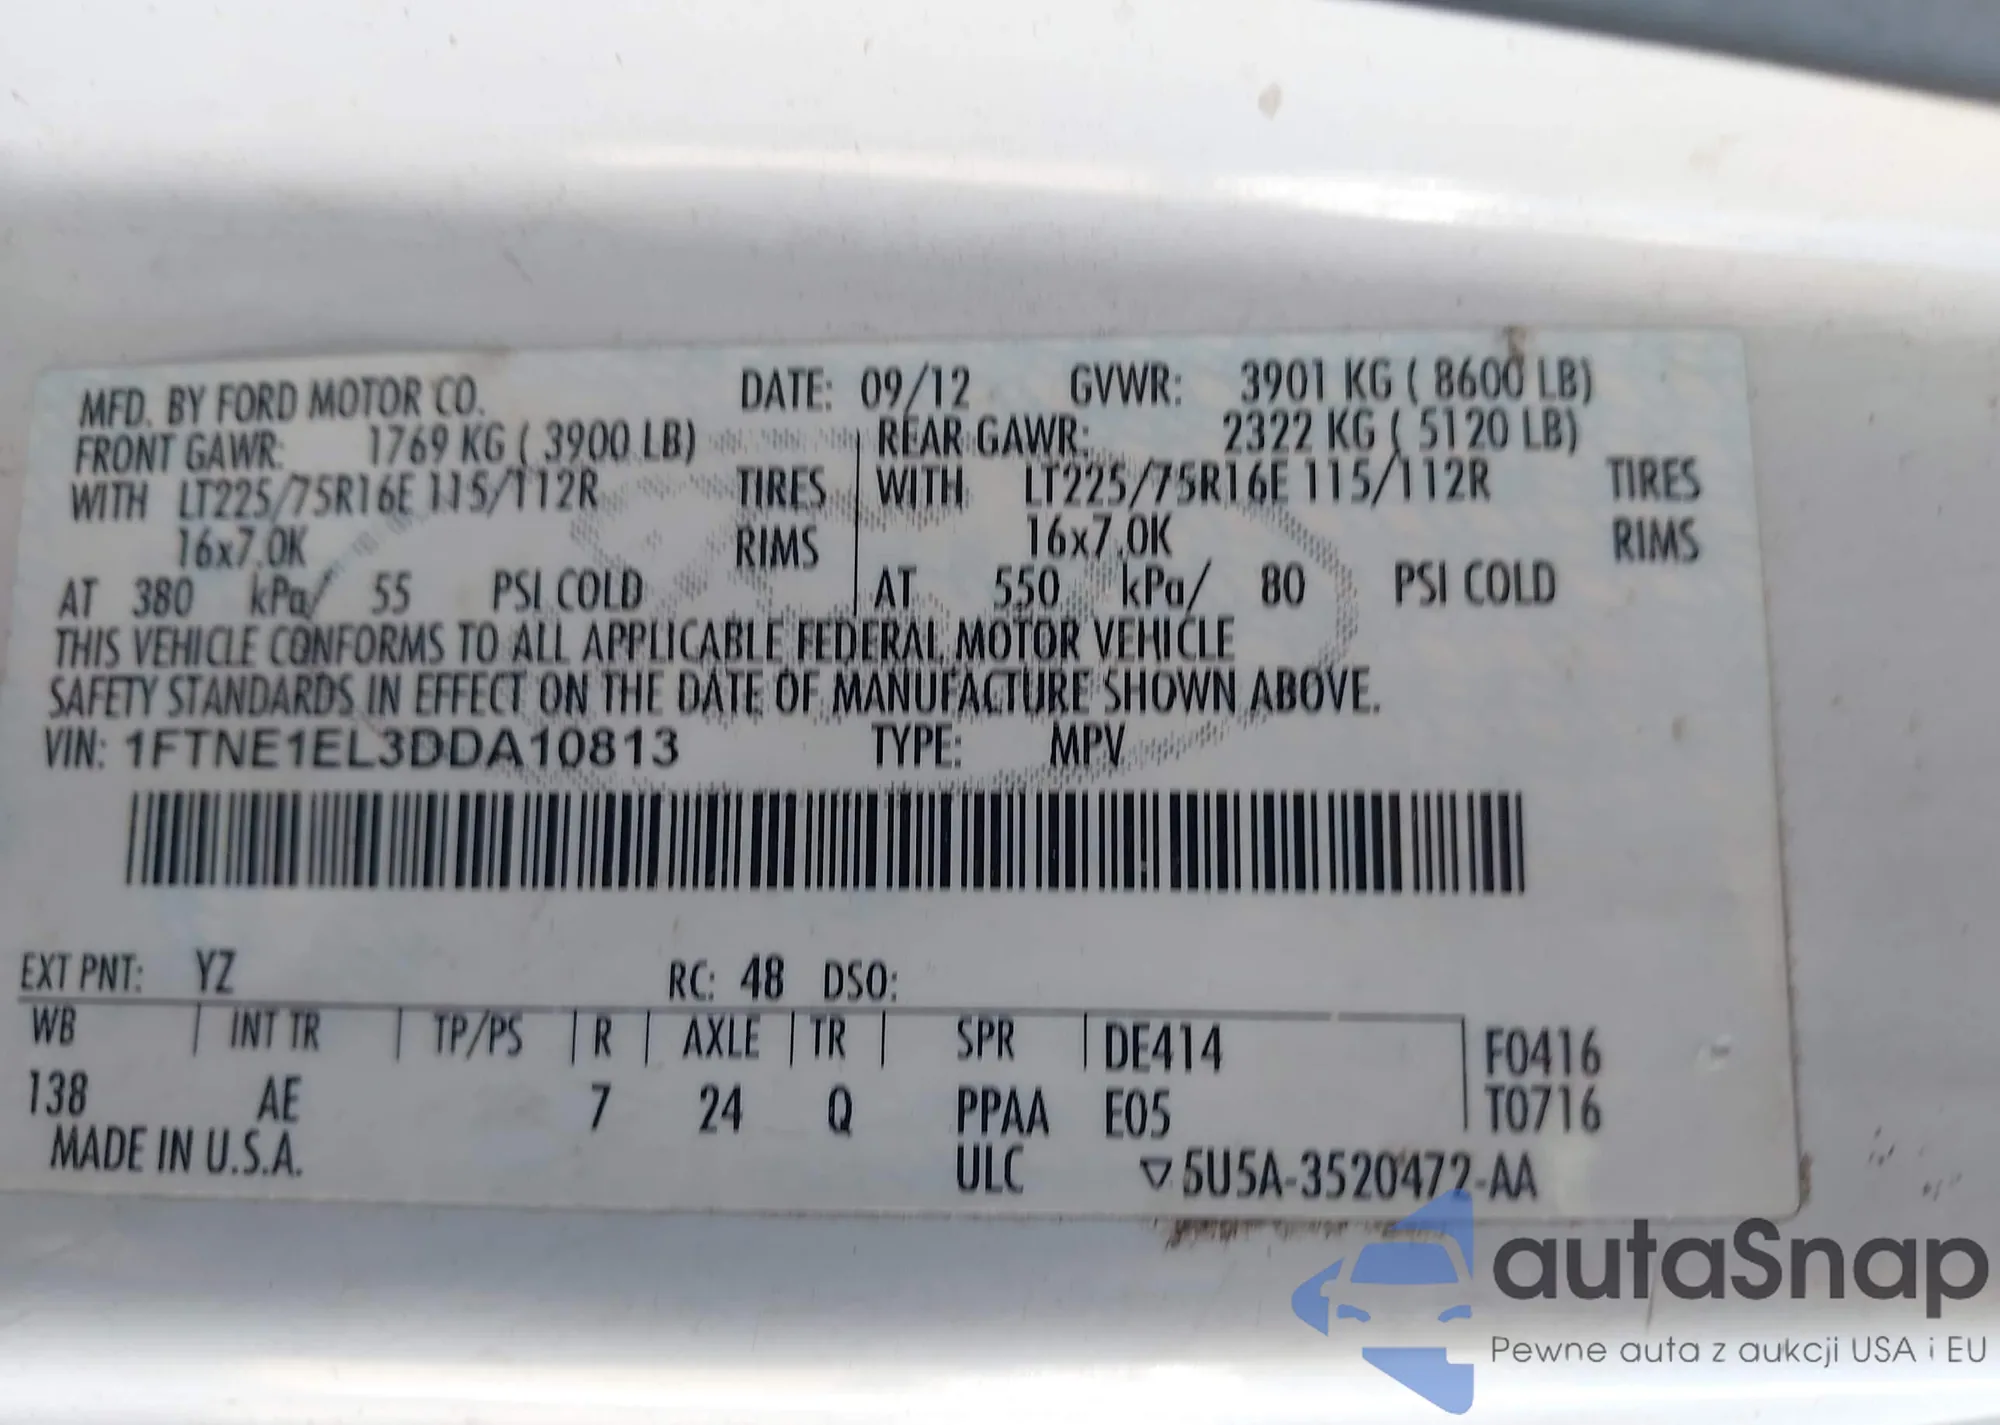 MFD. BY FORD MOTOR CO. DATE: 09/12 GVWR: 3901 KG ( 8600 LB)
FRONT GAWR: 1769 KG ( 3900 LB) REAR GAWR: 2322 KG ( 5120 LB)
WITH LT225/75R16E 115/112R TIRES WITH LT225/75R16E 115/112R TIRES
16x7.0K RIMS 16x7.0K RIMS
AT 380 kPa/ 55 PSI COLD AT 550 kPa/ 80 PSI COLD
THIS VEHICLE CONFORMS TO ALL APPLICABLE FEDERAL MOTOR VEHICLE
SAFETY STANDARDS IN EFFECT ON THE DATE OF MANUFACTURE SHOWN ABOVE.
VIN: 1FTNE1EL3DDA10813 TYPE: MPV
EXT PNT: YZ RC: 48 DSO:
WB | INT TR | TP/PS | R | AXLE | TR | SPR | DE414 F0416
138 AE 7 24 Q PPAA E05 T0716
MADE IN U.S.A. ULC ▽5U5A-3520472-AA
autaSnap
Pewne auta z aukcji USA i EU